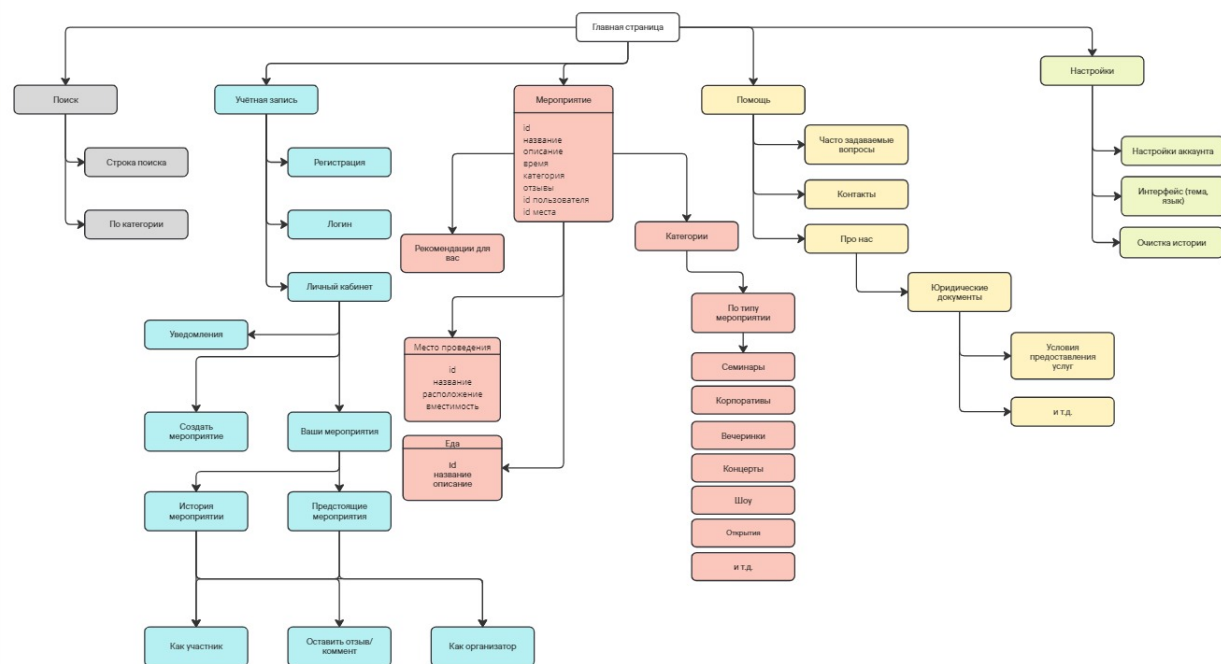 Главная страница
Поиск
Строка поиска
По категории
Учётная запись
Регистрация
Логин
Личный кабинет
Уведомления
Создать
мероприятие
Ваши мероприятия
История
мероприятии
Предстоящие
мероприятия
Как участник
Оставить отзыв/
коммент
Как организатор
Мероприятие
id
название
описание
время
категория
отзывы
id пользователя
id места
Рекомендации для
вас
Место проведения
id
название
расположение
вместимость
Еда
id
название
описание
Категории
По типу
мероприятии
Семинары
Корпоративы
Вечеринки
Концерты
Шоу
Открытия
и т.д.
Помощь
Часто задаваемые
вопросы
Контакты
Про нас
Юридические
документы
Условия
предоставления
услуг
и т.д.
Настройки
Настройки аккаунта
Интерфейс (тема,
язык)
Очистка истории